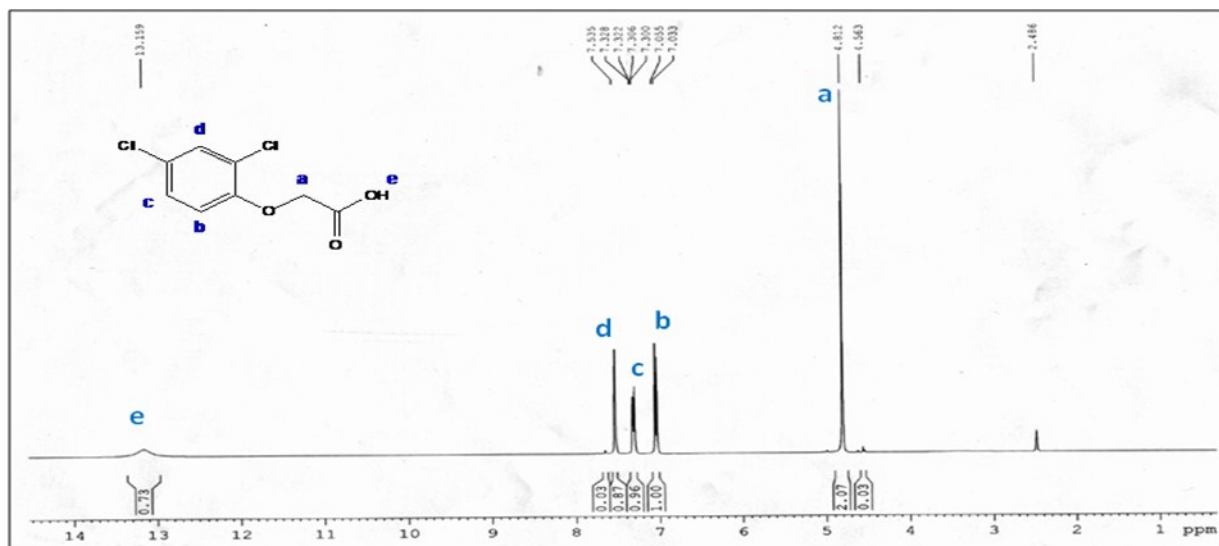 13.159
7.535
7.328
7.322
7.306
7.300
7.055
7.033
4.812
4.563
2.486
a
d
Cl
Cl
a
e
OH
c
O
b
O
d
b
c
e
0.73
0.03
0.87
0.96
1.00
2.07
0.03
14 13 12 11 10 9 8 7 6 5 4 3 2 1 ppm